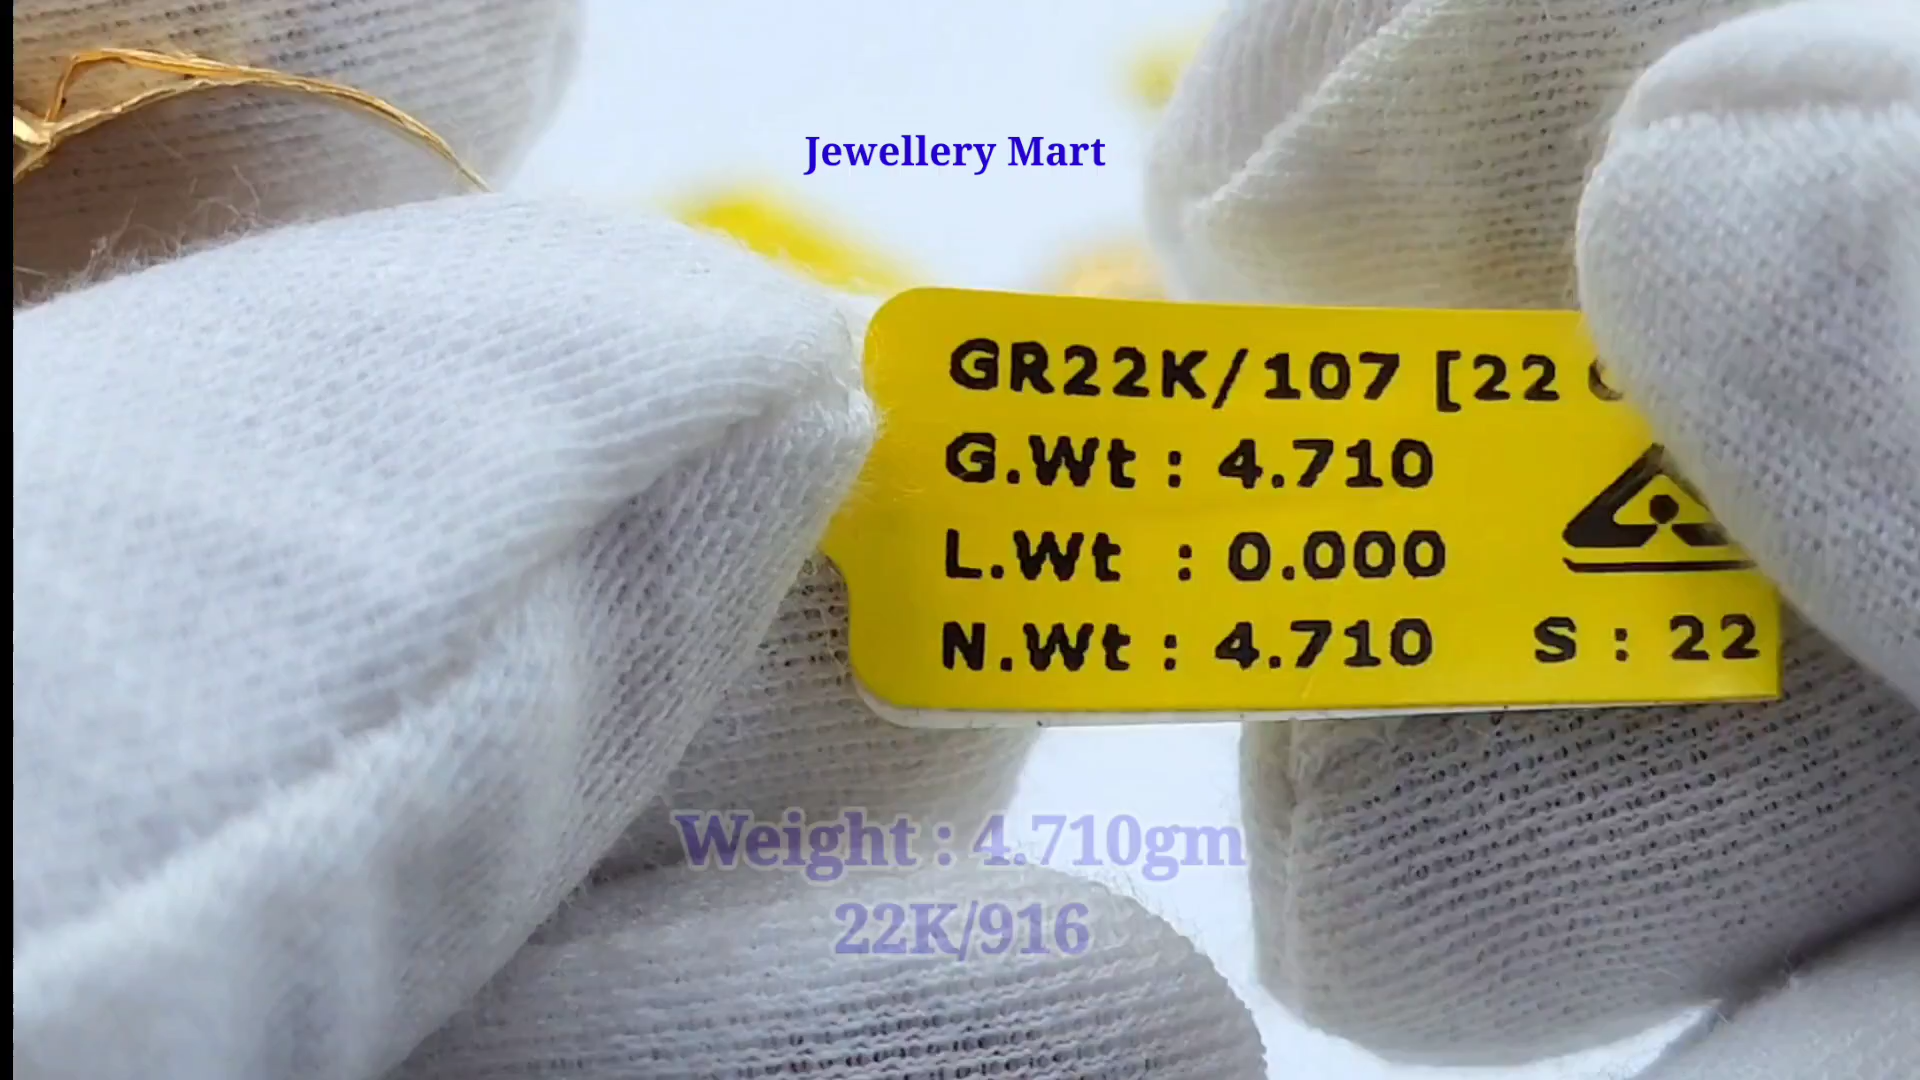 Jewellery Mart
GR22K/107 [22
G.Wt : 4.710
L.Wt : 0.000
N.Wt : 4.710 S : 22
Weight : 4.710gm
22K/916